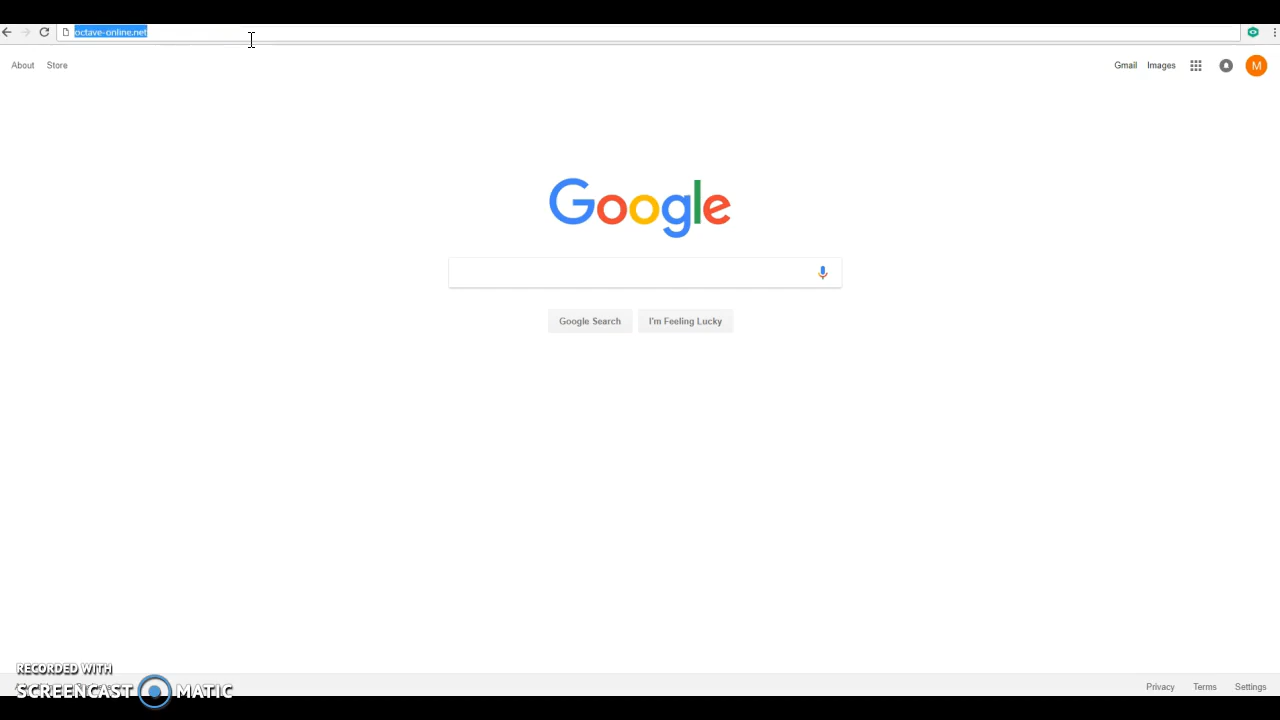 octave-online.net
About Store
Gmail Images
M
Google
Google Search I'm Feeling Lucky
RECORDED WITH
SCREENCAST MATIC
Privacy Terms Settings